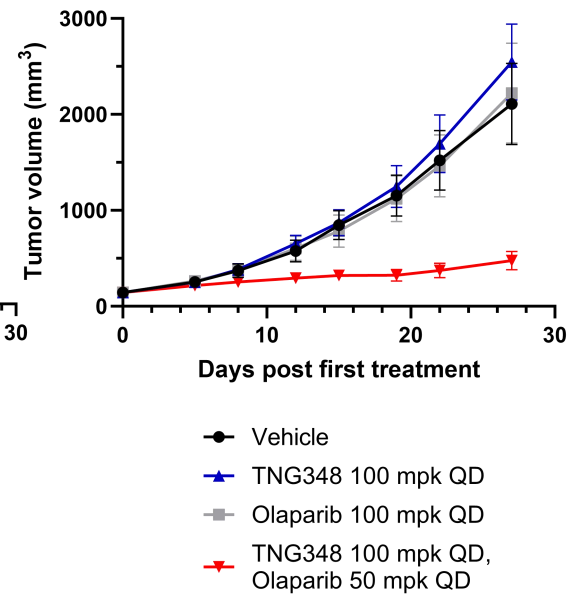 3000
2000
1000
0
Tumor volume (mm³)
30
0
10
20
30
Days post first treatment
Vehicle
TNG348 100 mpk QD
Olaparib 100 mpk QD
TNG348 100 mpk QD,
Olaparib 50 mpk QD